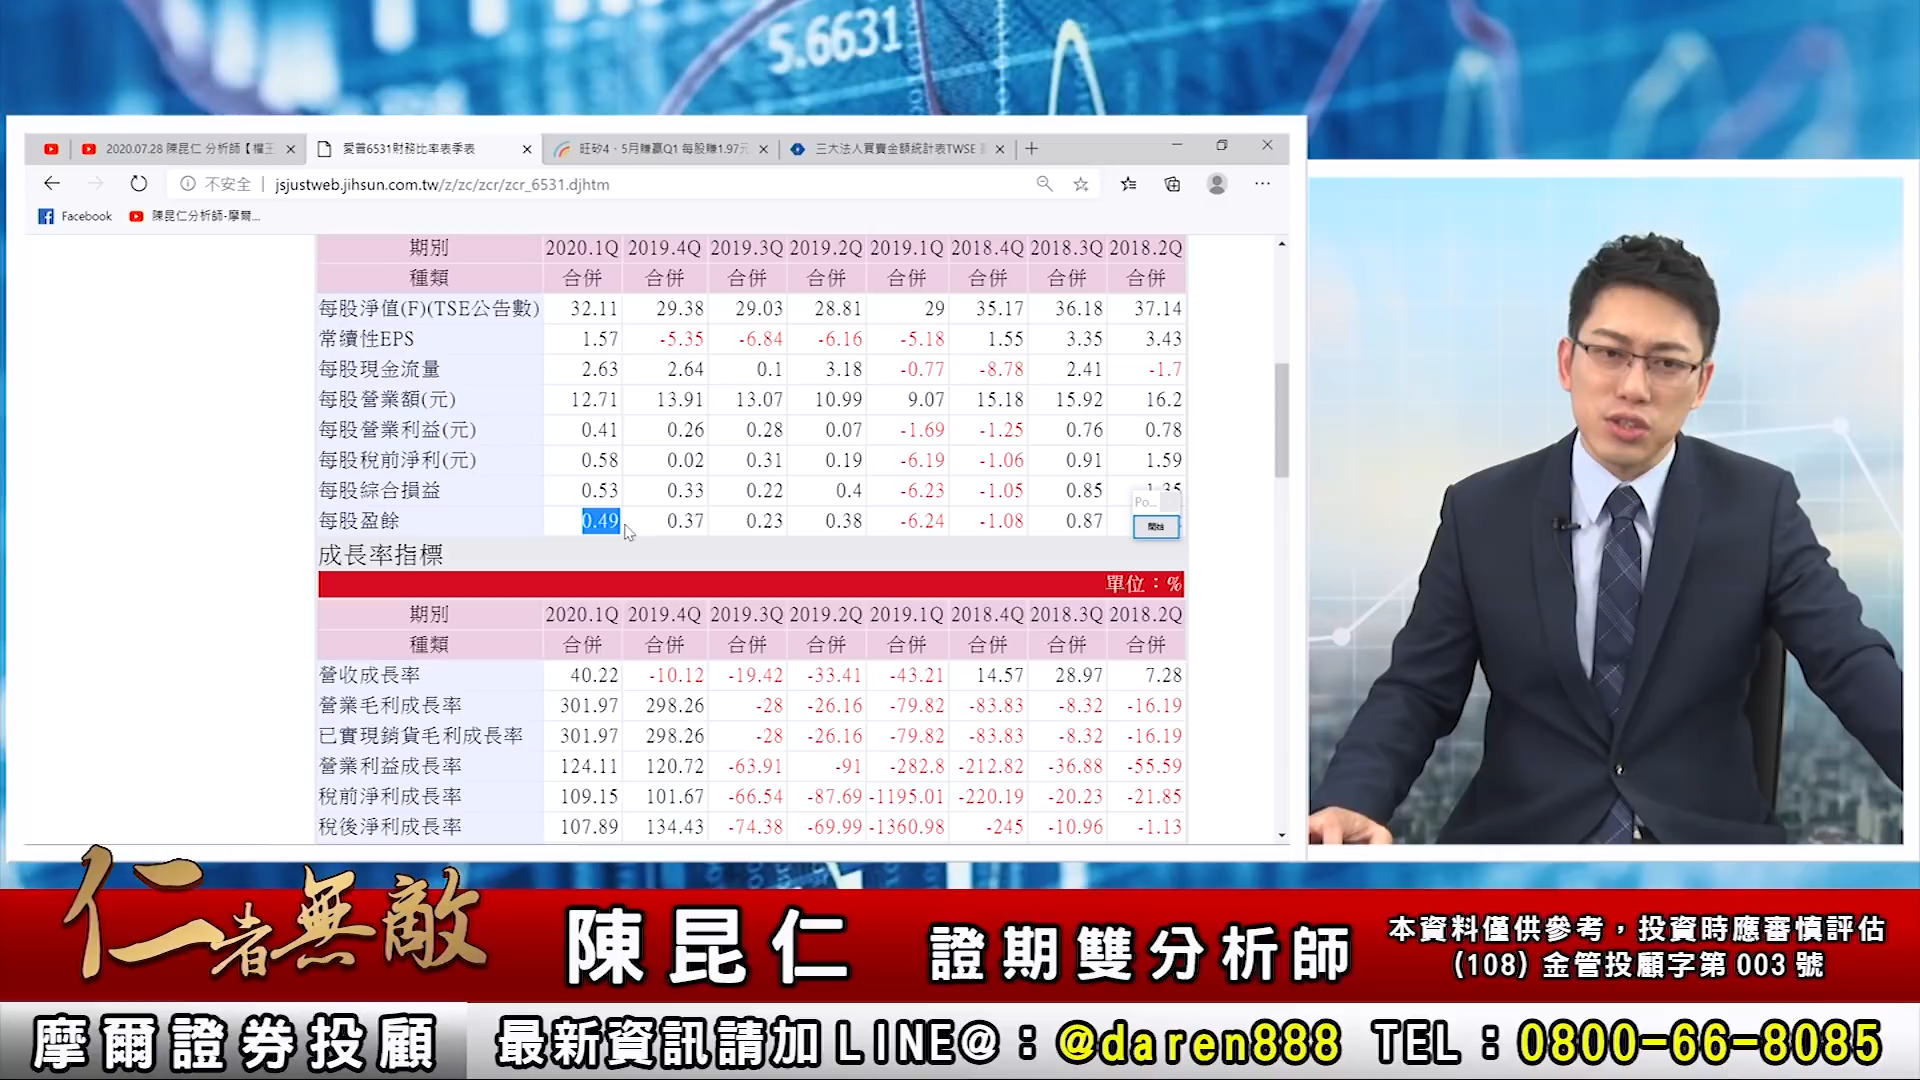 5.6631
2020.07.28 陳昆仁 分析師【權王
愛普6531財務比率表季表
旺矽4、5月賺贏Q1 每股賺1.97元
三大法人買賣金額統計表TWSE
不安全 | jsjustweb.jihsun.com.tw/z/zc/zcr/zcr_6531.djhtm
Facebook 陳昆仁分析師-摩爾...
期別 2020.1Q 2019.4Q 2019.3Q 2019.2Q 2019.1Q 2018.4Q 2018.3Q 2018.2Q
種類 合併 合併 合併 合併 合併 合併 合併 合併
每股淨值(F)(TSE公告數) 32.11 29.38 29.03 28.81 29 35.17 36.18 37.14
常續性EPS 1.57 -5.35 -6.84 -6.16 -5.18 1.55 3.35 3.43
每股現金流量 2.63 2.64 0.1 3.18 -0.77 -8.78 2.41 -1.7
每股營業額(元) 12.71 13.91 13.07 10.99 9.07 15.18 15.92 16.2
每股營業利益(元) 0.41 0.26 0.28 0.07 -1.69 -1.25 0.76 0.78
每股稅前淨利(元) 0.58 0.02 0.31 0.19 -6.19 -1.06 0.91 1.59
每股綜合損益 0.53 0.33 0.22 0.4 -6.23 -1.05 0.85 1.35
Po...
每股盈餘 0.49 0.37 0.23 0.38 -6.24 -1.08 0.87
開始
成長率指標
單位：%
期別 2020.1Q 2019.4Q 2019.3Q 2019.2Q 2019.1Q 2018.4Q 2018.3Q 2018.2Q
種類 合併 合併 合併 合併 合併 合併 合併 合併
營收成長率 40.22 -10.12 -19.42 -33.41 -43.21 14.57 28.97 7.28
營業毛利成長率 301.97 298.26 -28 -26.16 -79.82 -83.83 -8.32 -16.19
已實現銷貨毛利成長率 301.97 298.26 -28 -26.16 -79.82 -83.83 -8.32 -16.19
營業利益成長率 124.11 120.72 -63.91 -91 -282.8 -212.82 -36.88 -55.59
稅前淨利成長率 109.15 101.67 -66.54 -87.69 -1195.01 -220.19 -20.23 -21.85
稅後淨利成長率 107.89 134.43 -74.38 -69.99 -1360.98 -245 -10.96 -1.13
仁者無敵
陳昆仁 證期雙分析師
本資料僅供參考，投資時應審慎評估
(108) 金管投顧字第 003 號
摩爾證券投顧
最新資訊請加LINE@：@daren888 TEL：0800-66-8085